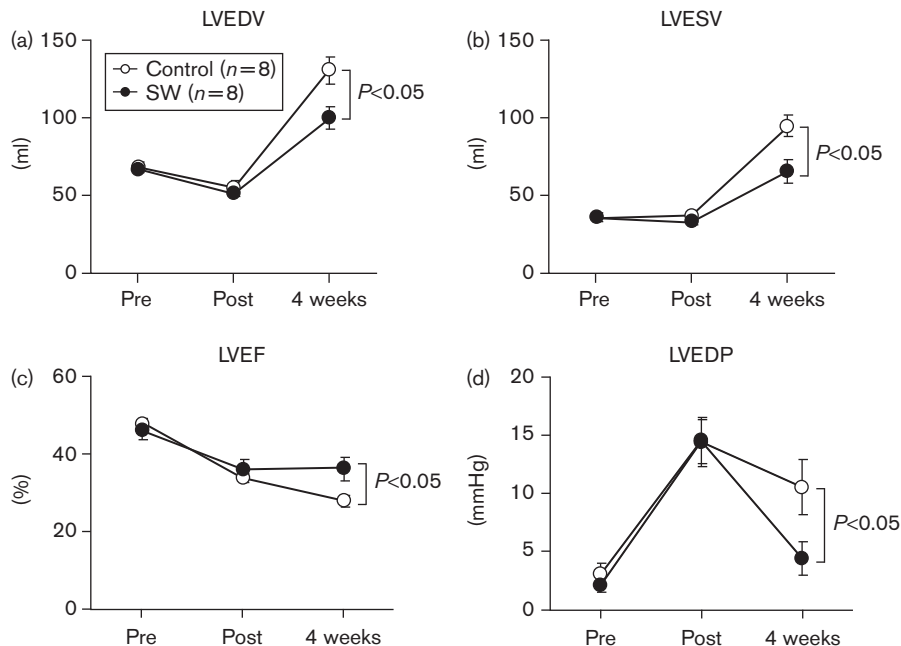 LVEDV
(a)
150
100
50
0
(ml)
Control (n=8)
SW (n=8)
P<0.05
Pre Post 4 weeks
LVESV
(b)
150
100
50
0
(ml)
P<0.05
Pre Post 4 weeks
LVEF
(c)
60
40
20
0
(%)
P<0.05
Pre Post 4 weeks
LVEDP
(d)
20
15
10
5
0
(mmHg)
P<0.05
Pre Post 4 weeks